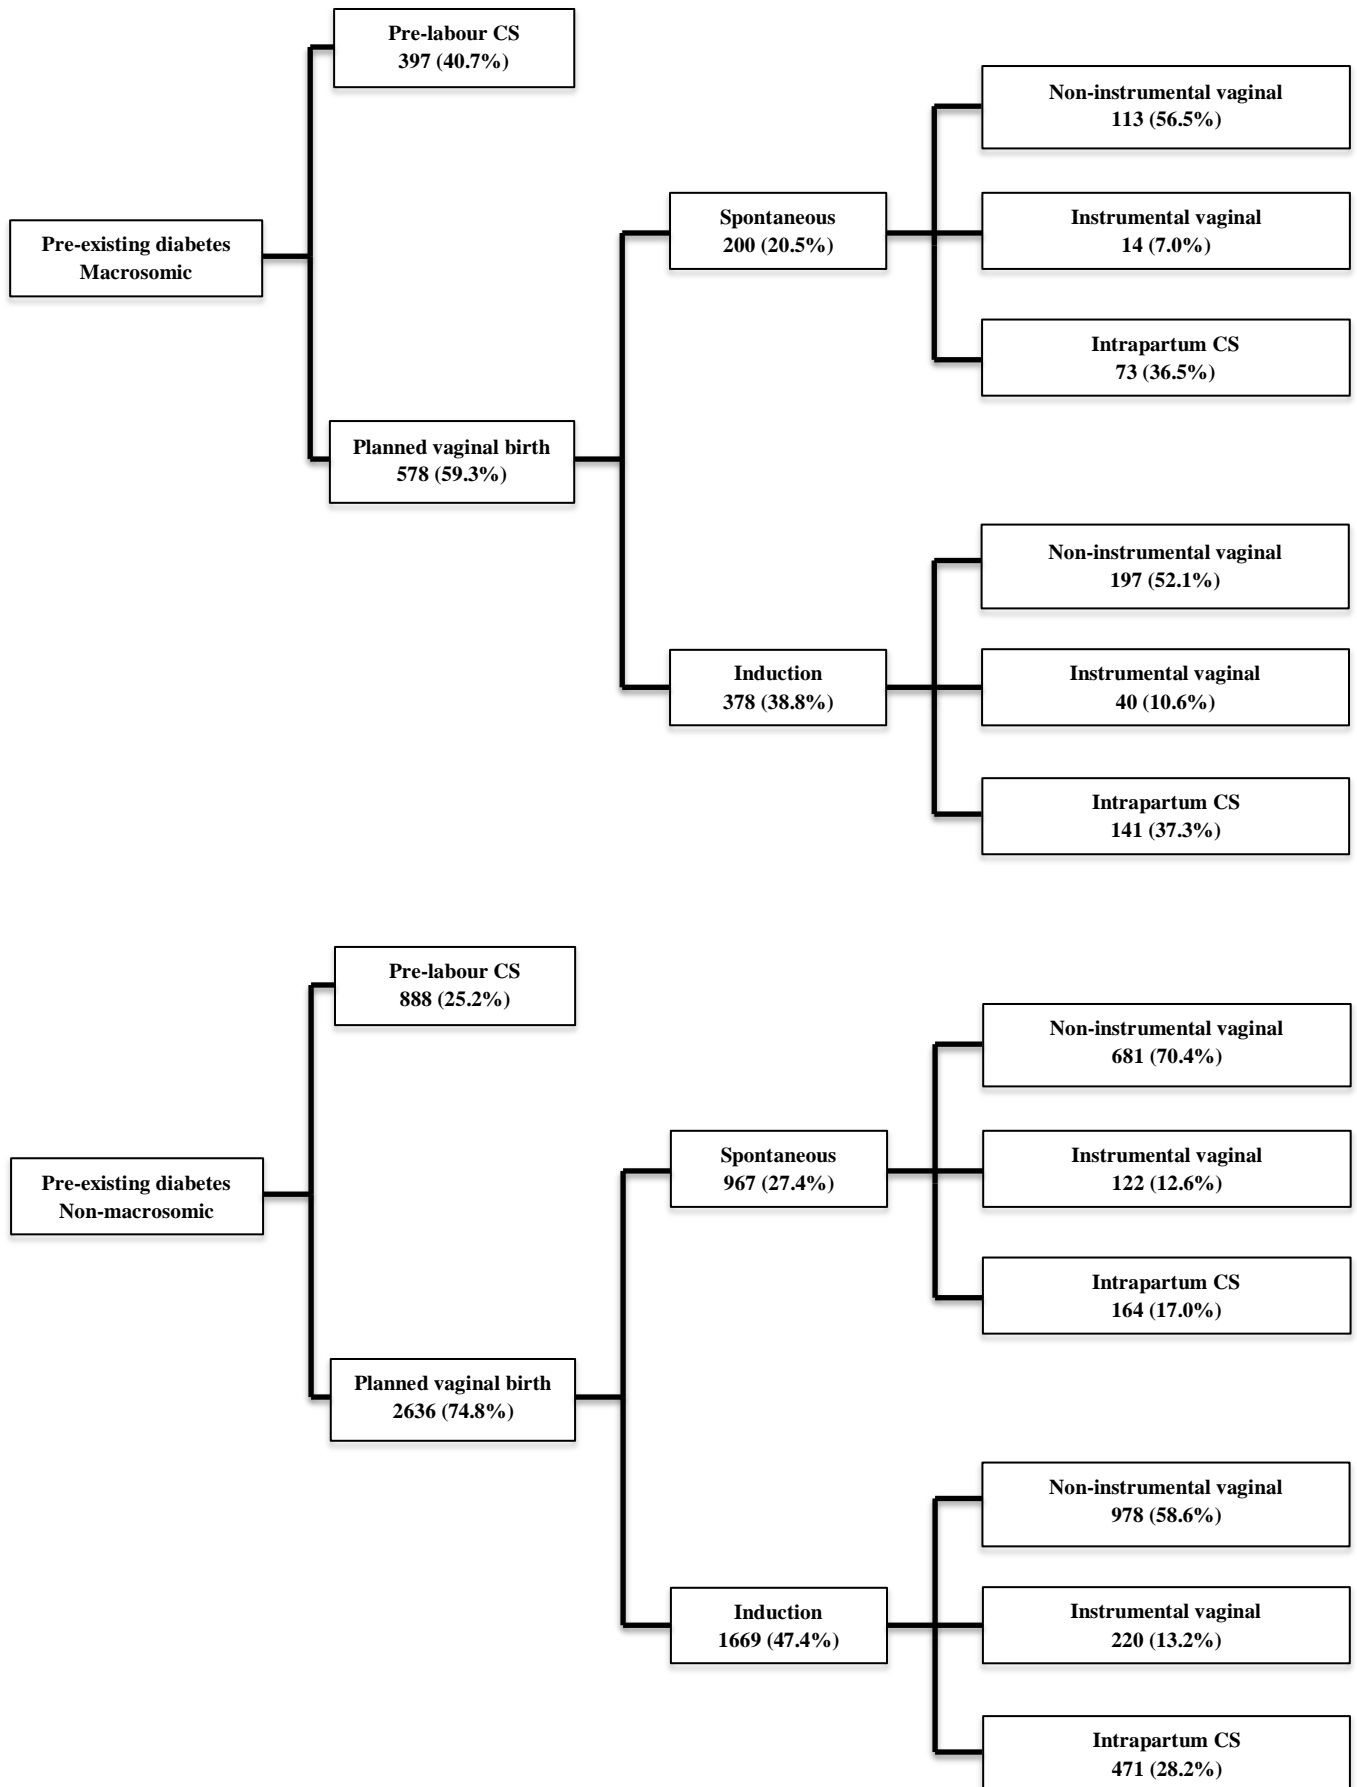 Pre-labour CS
397 (40.7%)
Non-instrumental vaginal
113 (56.5%)
Spontaneous
200 (20.5%)
Instrumental vaginal
14 (7.0%)
Pre-existing diabetes
Macrosomic
Intrapartum CS
73 (36.5%)
Planned vaginal birth
578 (59.3%)
Non-instrumental vaginal
197 (52.1%)
Induction
378 (38.8%)
Instrumental vaginal
40 (10.6%)
Intrapartum CS
141 (37.3%)
Pre-labour CS
888 (25.2%)
Non-instrumental vaginal
681 (70.4%)
Spontaneous
967 (27.4%)
Instrumental vaginal
122 (12.6%)
Pre-existing diabetes
Non-macrosomic
Intrapartum CS
164 (17.0%)
Planned vaginal birth
2636 (74.8%)
Non-instrumental vaginal
978 (58.6%)
Induction
1669 (47.4%)
Instrumental vaginal
220 (13.2%)
Intrapartum CS
471 (28.2%)